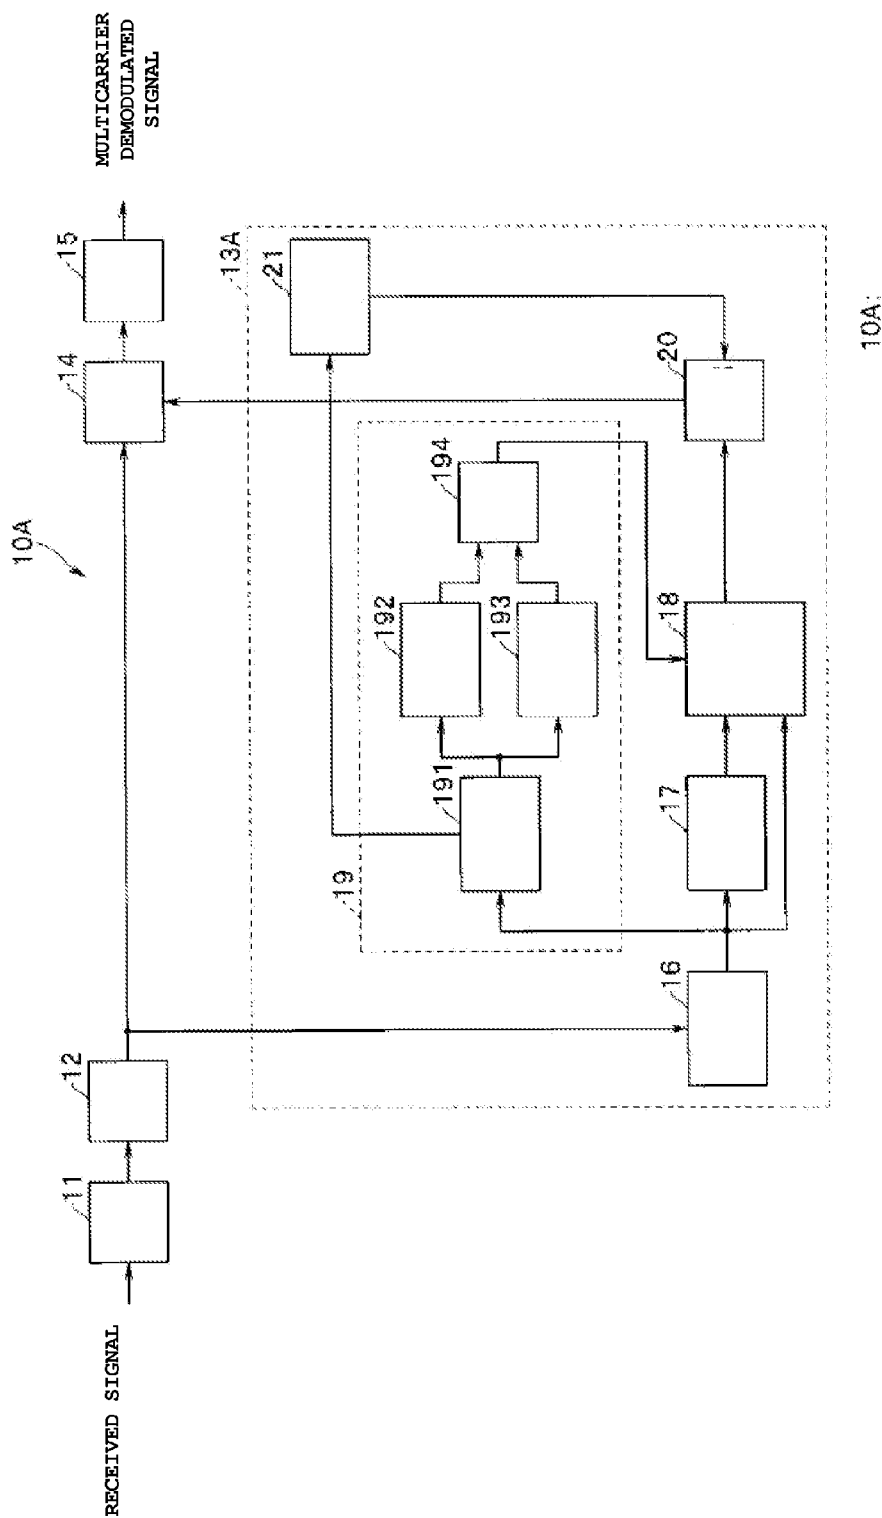 10A
RECEIVED SIGNAL
11
12
14
15
MULTICARRIER
DEMODULATED
SIGNAL
13A
19
191
192
193
194
21
16
17
18
20
10A: